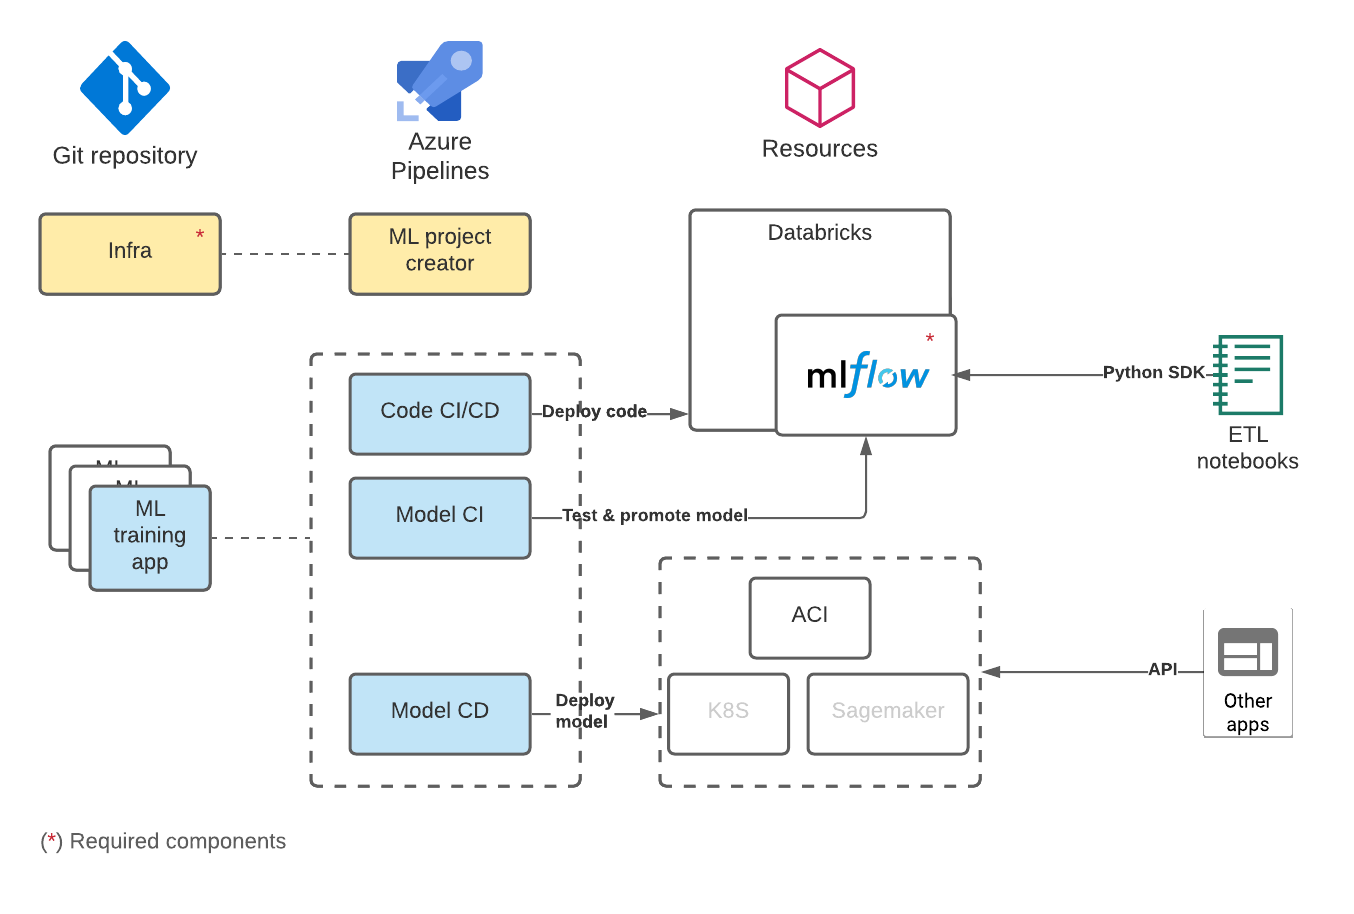 Git repository
Azure
Pipelines
Resources
Infra *
ML project
creator
Databricks
*
mlflow
Python SDK
ETL
notebooks
Code CI/CD
Deploy code
ML
ML
ML
training
app
Model CI
Test & promote model
ACI
K8S
Sagemaker
API
Other
apps
Model CD
Deploy
model
(*) Required components